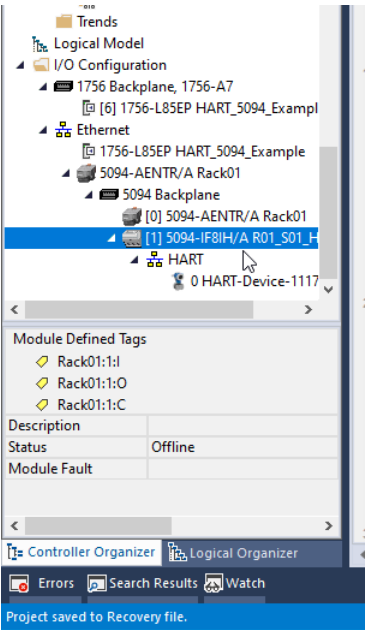 Trends
Logical Model
I/O Configuration
1756 Backplane, 1756-A7
[6] 1756-L85EP HART_5094_Exampl
Ethernet
1756-L85EP HART_5094_Example
5094-AENTR/A Rack01
5094 Backplane
[0] 5094-AENTR/A Rack01
[1] 5094-IF8IH/A R01_S01_H
HART
0 HART-Device-1117
Module Defined Tags
Rack01:1:I
Rack01:1:O
Rack01:1:C
Description
Status Offline
Module Fault
Controller Organizer Logical Organizer
Errors Search Results Watch
Project saved to Recovery file.